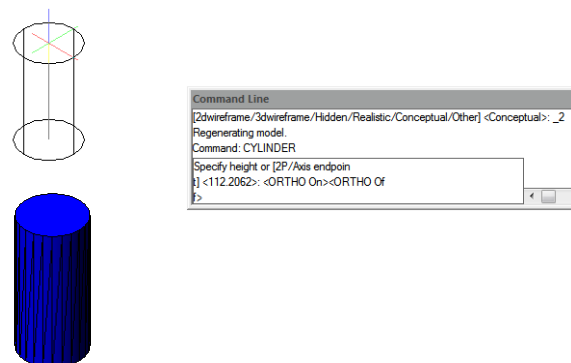 Command Line
[2dwireframe/3dwireframe/Hidden/Realistic/Conceptual/Other] <Conceptual>: _2
Regenerating model.
Command: CYLINDER
Specify height or [2P/Axis endpoin
t] <112.2062>: <ORTHO On><ORTHO Of
f>